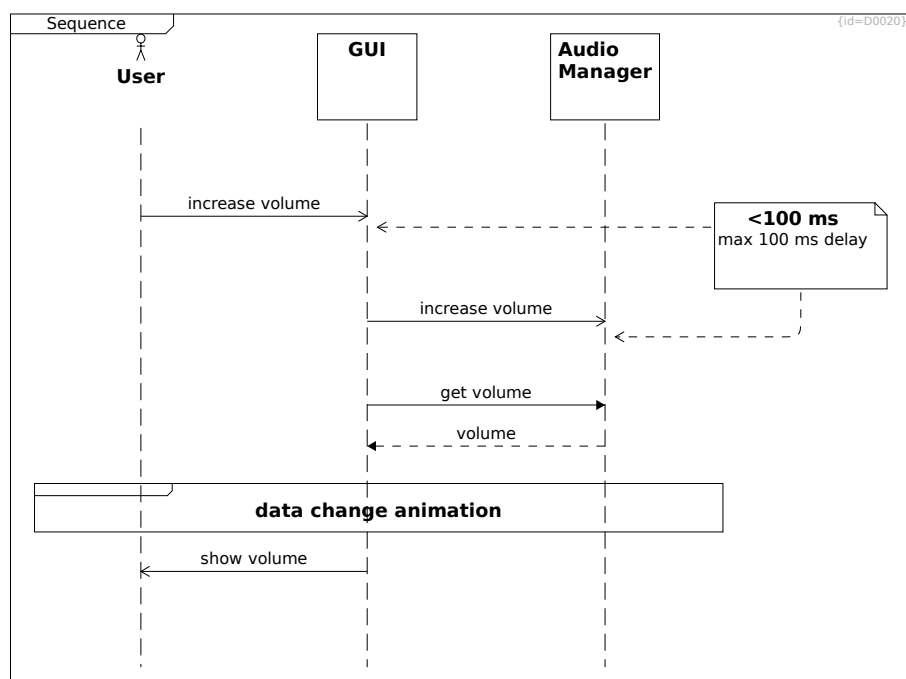 Sequence
{id=D0020}
User
GUI
Audio
Manager
increase volume
<100 ms
max 100 ms delay
increase volume
get volume
volume
data change animation
show volume